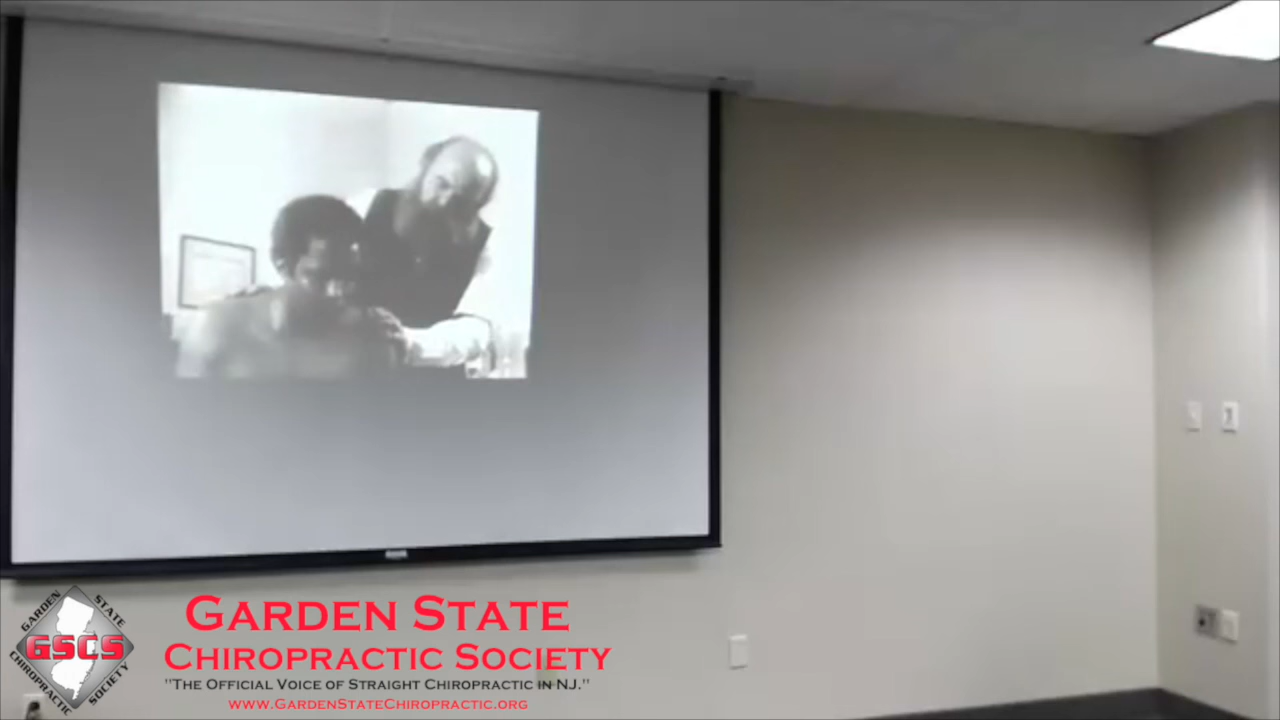 GARDEN STATE
GSCS
CHIROPRACTIC SOCIETY
GARDEN STATE
CHIROPRACTIC SOCIETY
"THE OFFICIAL VOICE OF STRAIGHT CHIROPRACTIC IN NJ."
WWW.GARDENSTATECHIROPRACTIC.ORG